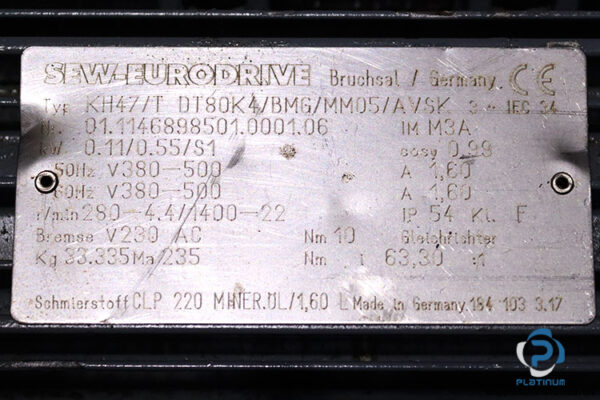 SEW-EURODRIVE Bruchsal / Germany CE
Typ KH47/T DT80K4/BMG/MM05/AVSK 3~ IEC 34
Nr. 01.1146898501.0001.06 IM M3A
kW 0.11/0.55/S1 cosφ 0.99
50Hz V380-500 A 1,60
60Hz V380-500 A 1,60
r/min 280-4.4/1400-22 IP 54 Kl. F
Bremse V230 AC Nm 10 Gleichrichter
Kg 33.335 Ma 235 Nm i 63,30 :1
Schmierstoff CLP 220 MINER.ÖL/1,60 L Made in Germany 184 103 3.17
PLATINUM